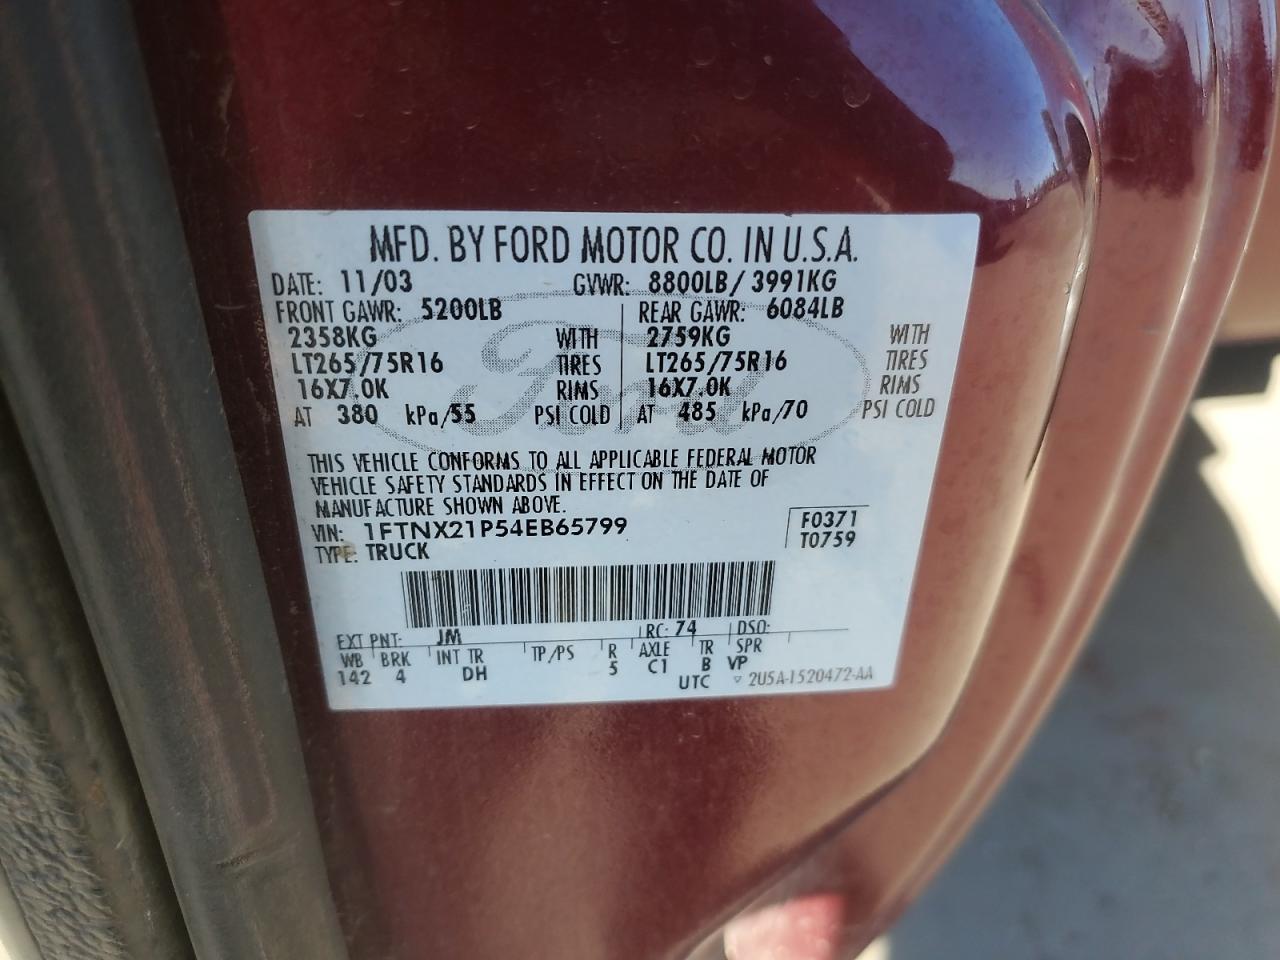 MFD. BY FORD MOTOR CO. IN U.S.A.
DATE: 11/03 GVWR: 8800LB/ 3991KG
FRONT GAWR: 5200LB REAR GAWR: 6084LB
2358KG WITH 2759KG WITH
LT265/75R16 TIRES LT265/75R16 TIRES
16X7.0K RIMS 16X7.0K RIMS
AT 380 kPa/55 PSI COLD AT 485 kPa/70 PSI COLD
Ford
THIS VEHICLE CONFORMS TO ALL APPLICABLE FEDERAL MOTOR
VEHICLE SAFETY STANDARDS IN EFFECT ON THE DATE OF
MANUFACTURE SHOWN ABOVE.
VIN: 1FTNX21P54EB65799 F0371
TYPE: TRUCK T0759
EXT PNT: JM RC: 74 DSO:
WB BRK INT TR TP/PS R AXLE TR SPR
142 4 DH 5 C1 B VP
UTC ▽ 2U5A-1520472-AA